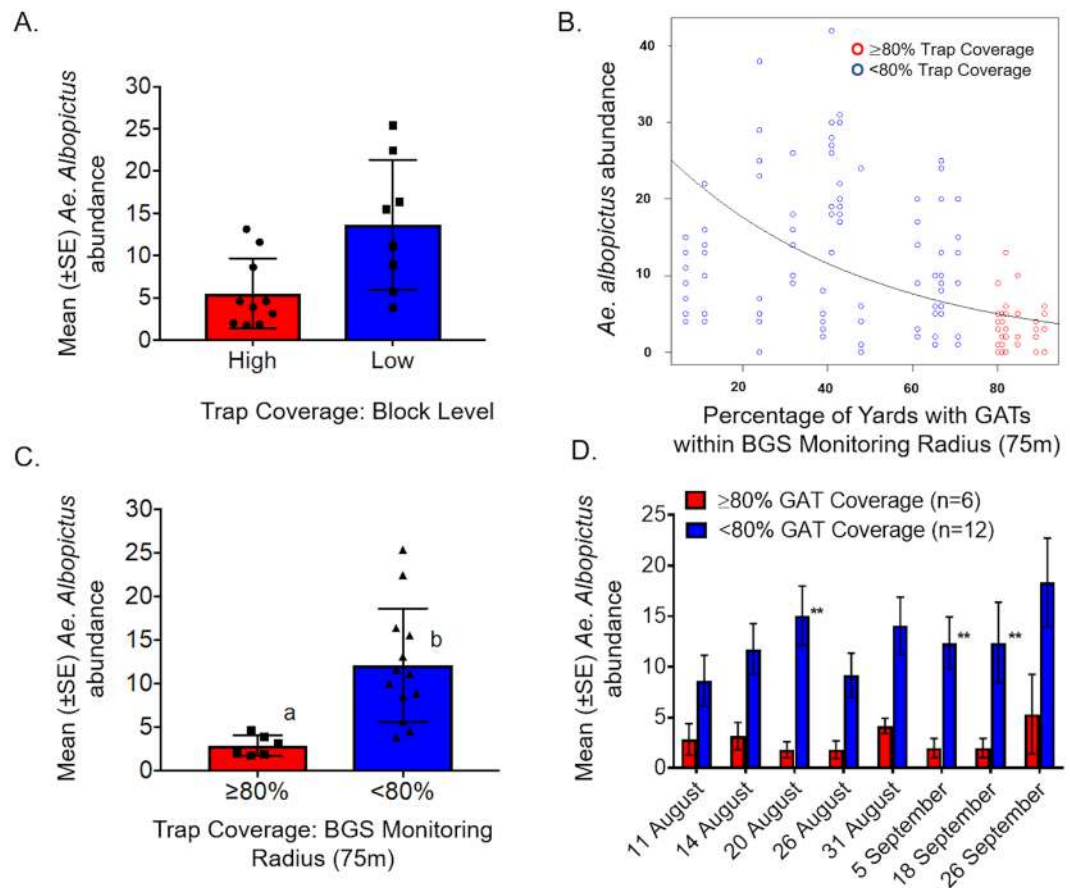 A.
Mean (±SE) Ae. Albopictus
abundance
30
25
20
15
10
5
0
High
Low
Trap Coverage: Block Level
B.
Ae. albopictus abundance
40
30
20
10
0
≥80% Trap Coverage
<80% Trap Coverage
20
40
60
80
Percentage of Yards with GATs
within BGS Monitoring Radius (75m)
C.
Mean (±SE) Ae. Albopictus
abundance
30
25
20
15
10
5
0
a
b
≥80%
<80%
Trap Coverage: BGS Monitoring
Radius (75m)
D.
Mean (±SE) Ae. Albopictus
abundance
≥80% GAT Coverage (n=6)
<80% GAT Coverage (n=12)
25
20
15
10
5
0
**
**
**
11 August
14 August
20 August
26 August
31 August
5 September
18 September
26 September